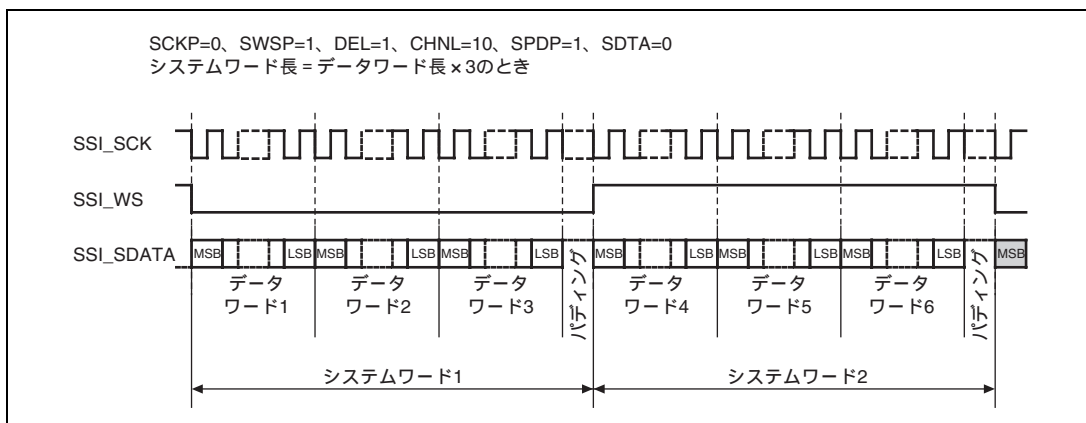 SCKP=0、SWSP=1、DEL=1、CHNL=10、SPDP=1、SDTA=0
システムワード長 = データワード長 × 3のとき
SSI_SCK
SSI_WS
SSI_SDATA MSB LSB MSB LSB MSB LSB MSB LSB MSB LSB MSB LSB MSB
データ データ データ パディング データ データ データ パディング
ワード1 ワード2 ワード3 ワード4 ワード5 ワード6
システムワード1 システムワード2